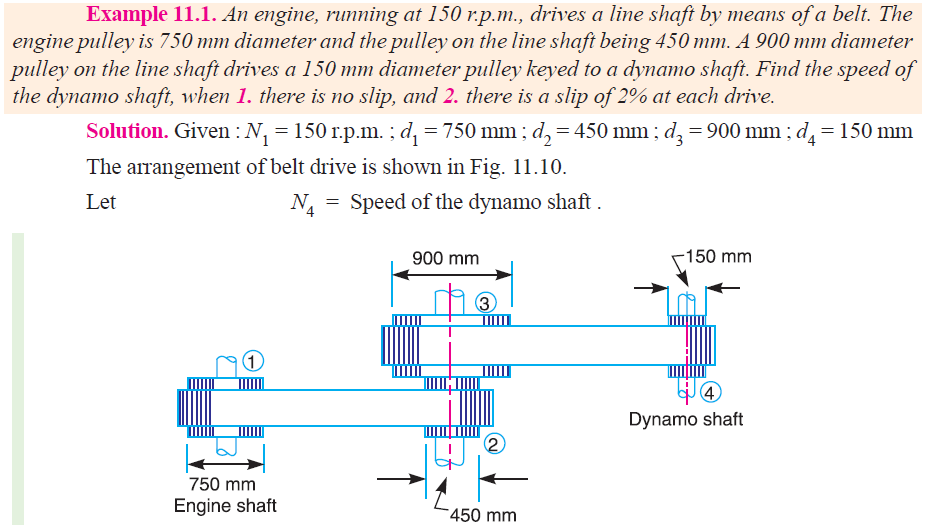 Example 11.1. An engine, running at 150 r.p.m., drives a line shaft by means of a belt. The
engine pulley is 750 mm diameter and the pulley on the line shaft being 450 mm. A 900 mm diameter
pulley on the line shaft drives a 150 mm diameter pulley keyed to a dynamo shaft. Find the speed of
the dynamo shaft, when 1. there is no slip, and 2. there is a slip of 2% at each drive.
Solution. Given : N₁ = 150 r.p.m. ; d₁ = 750 mm ; d₂ = 450 mm ; d₃ = 900 mm ; d₄ = 150 mm
The arrangement of belt drive is shown in Fig. 11.10.
Let N₄ = Speed of the dynamo shaft .
900 mm
150 mm
3
1
4
Dynamo shaft
2
750 mm
Engine shaft
450 mm